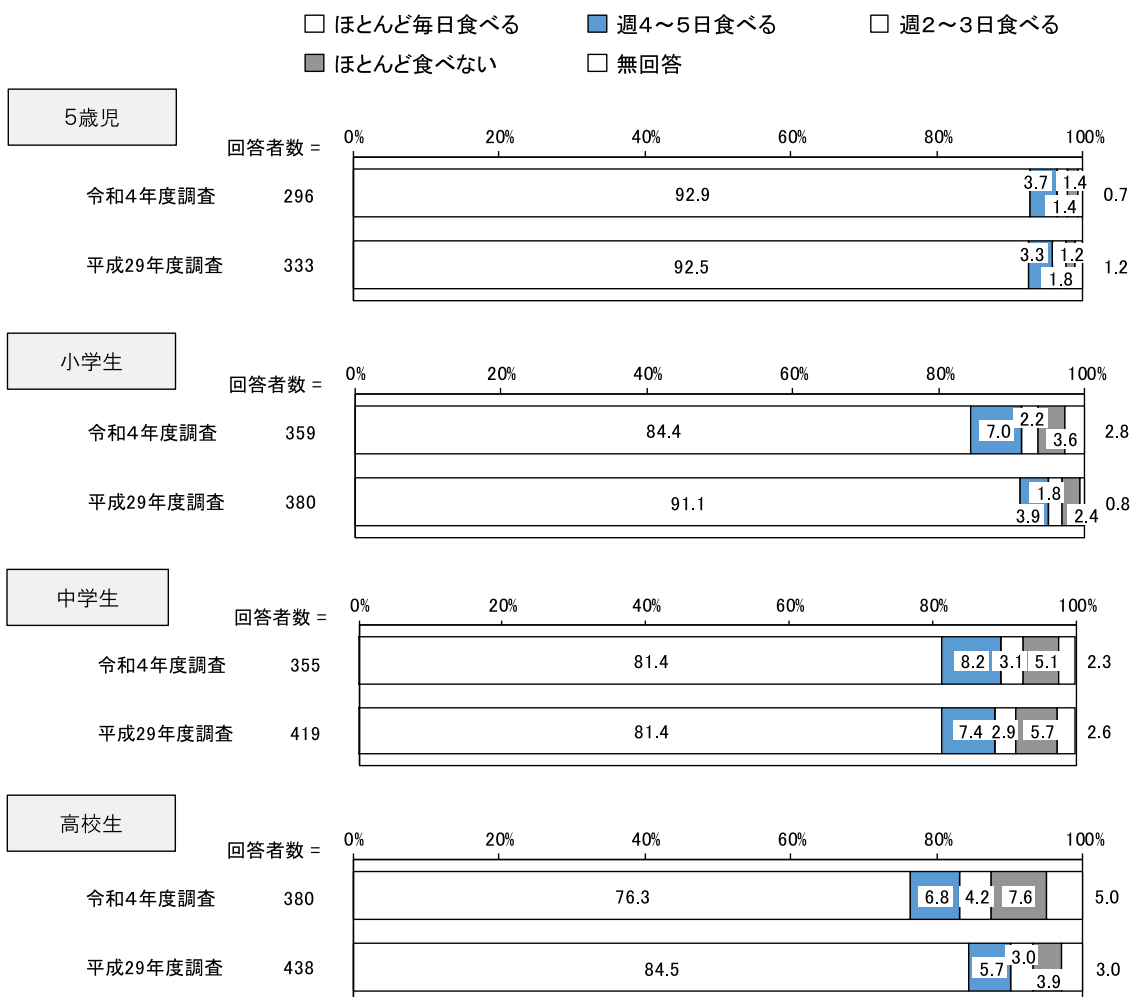 ほとんど毎日食べる 週４～５日食べる 週２～３日食べる
ほとんど食べない 無回答
５歳児
回答者数 = 0% 20% 40% 60% 80% 100%
令和４年度調査 296 92.9 3.7 1.4 1.4 0.7
平成29年度調査 333 92.5 3.3 1.8 1.2 1.2
小学生
回答者数 = 0% 20% 40% 60% 80% 100%
令和４年度調査 359 84.4 7.0 2.2 3.6 2.8
平成29年度調査 380 91.1 3.9 1.8 2.4 0.8
中学生
回答者数 = 0% 20% 40% 60% 80% 100%
令和４年度調査 355 81.4 8.2 3.1 5.1 2.3
平成29年度調査 419 81.4 7.4 2.9 5.7 2.6
高校生
回答者数 = 0% 20% 40% 60% 80% 100%
令和４年度調査 380 76.3 6.8 4.2 7.6 5.0
平成29年度調査 438 84.5 5.7 3.0 3.9 3.0